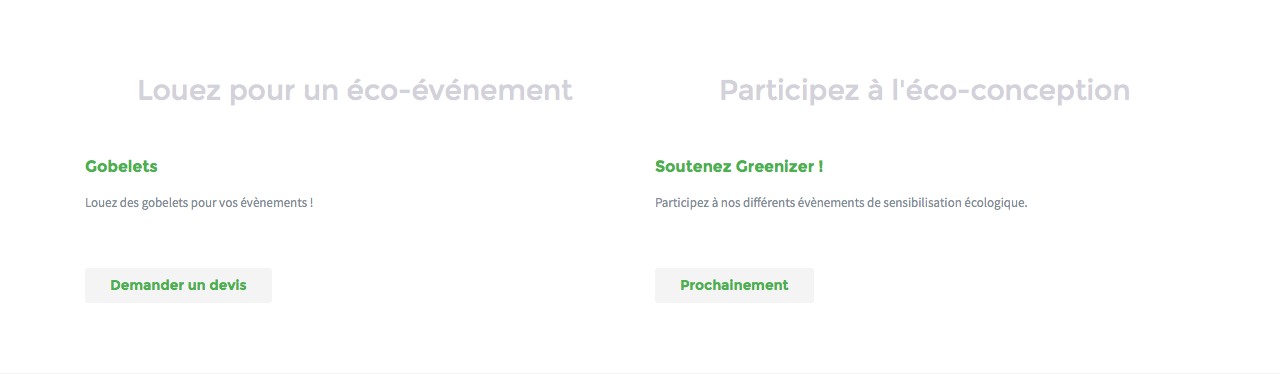 Louez pour un éco-événement
Gobelets
Louez des gobelets pour vos évènements !
Demander un devis
Participez à l'éco-conception
Soutenez Greenizer !
Participez à nos différents évènements de sensibilisation écologique.
Prochainement